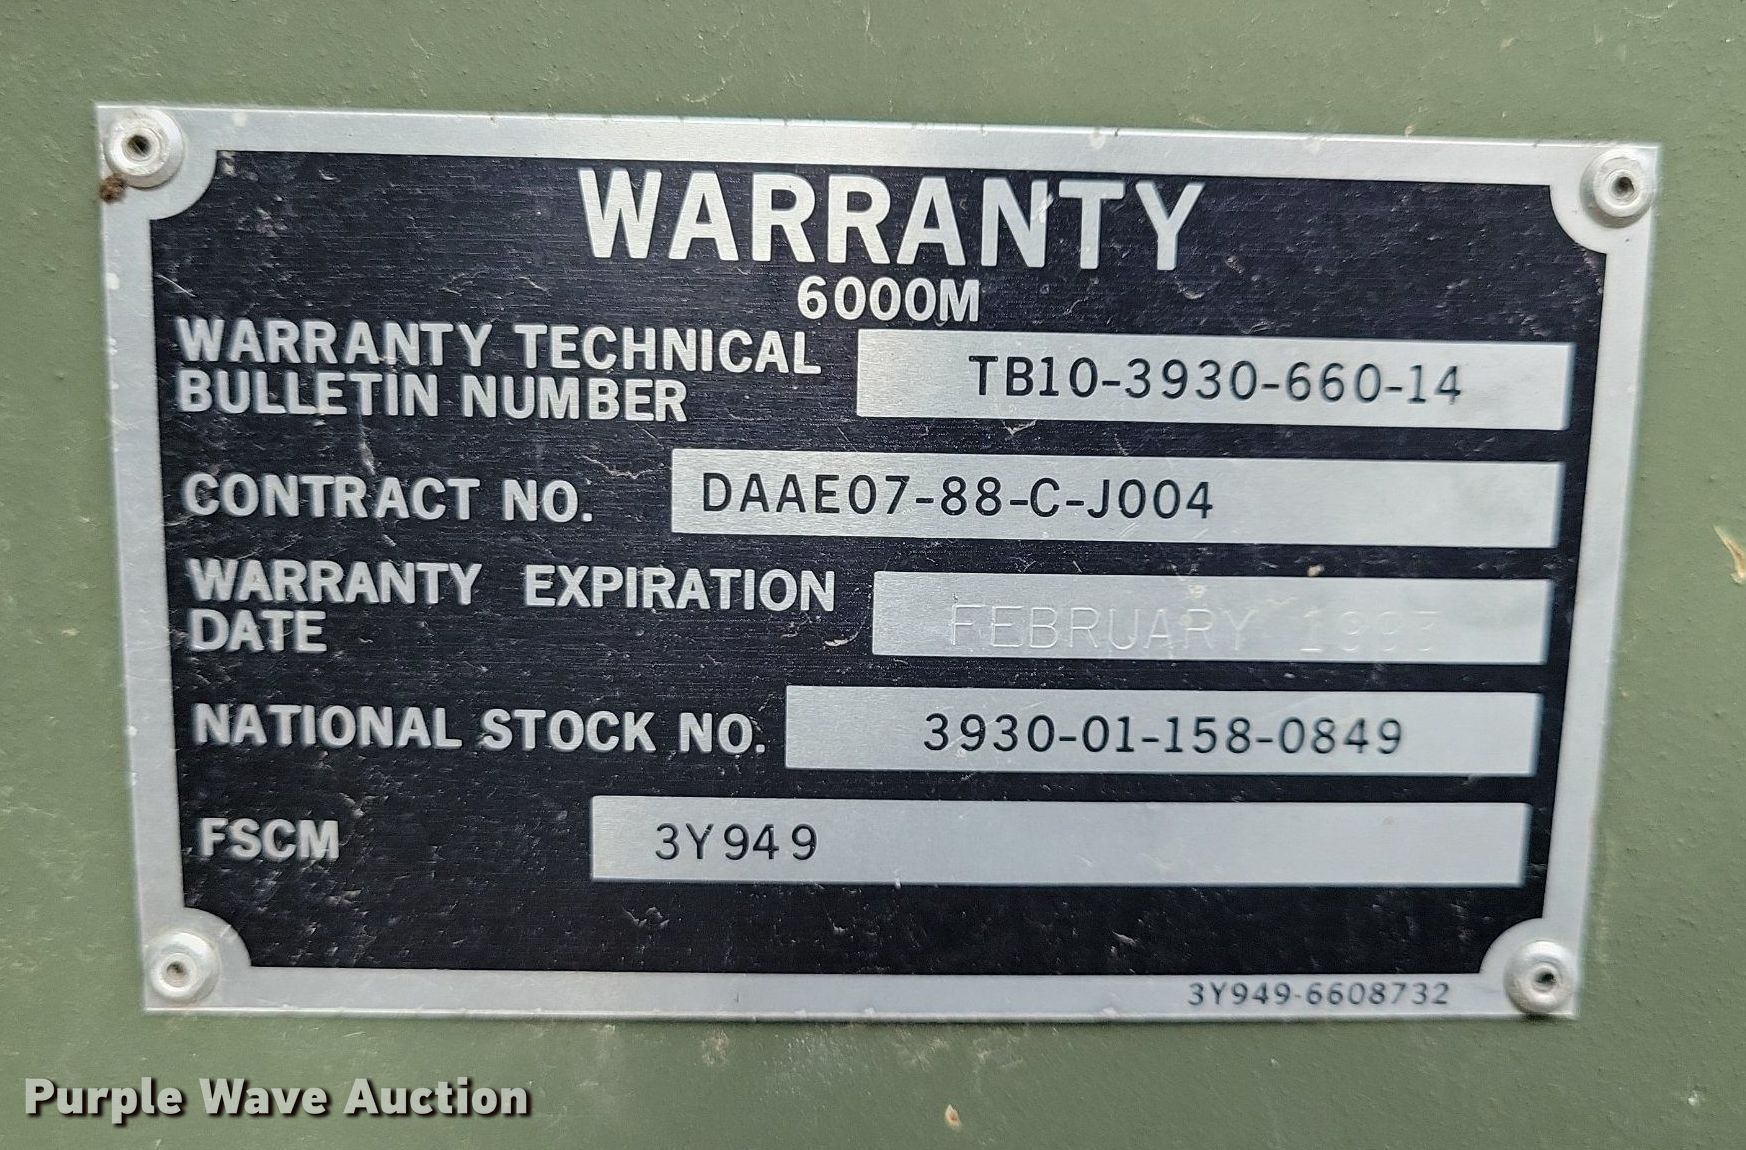 WARRANTY
6000M
WARRANTY TECHNICAL
BULLETIN NUMBER
TB10-3930-660-14
CONTRACT NO. DAAE07-88-C-J004
WARRANTY EXPIRATION
DATE
FEBRUARY 1993
NATIONAL STOCK NO. 3930-01-158-0849
FSCM 3Y949
3Y949-6608732
Purple Wave Auction